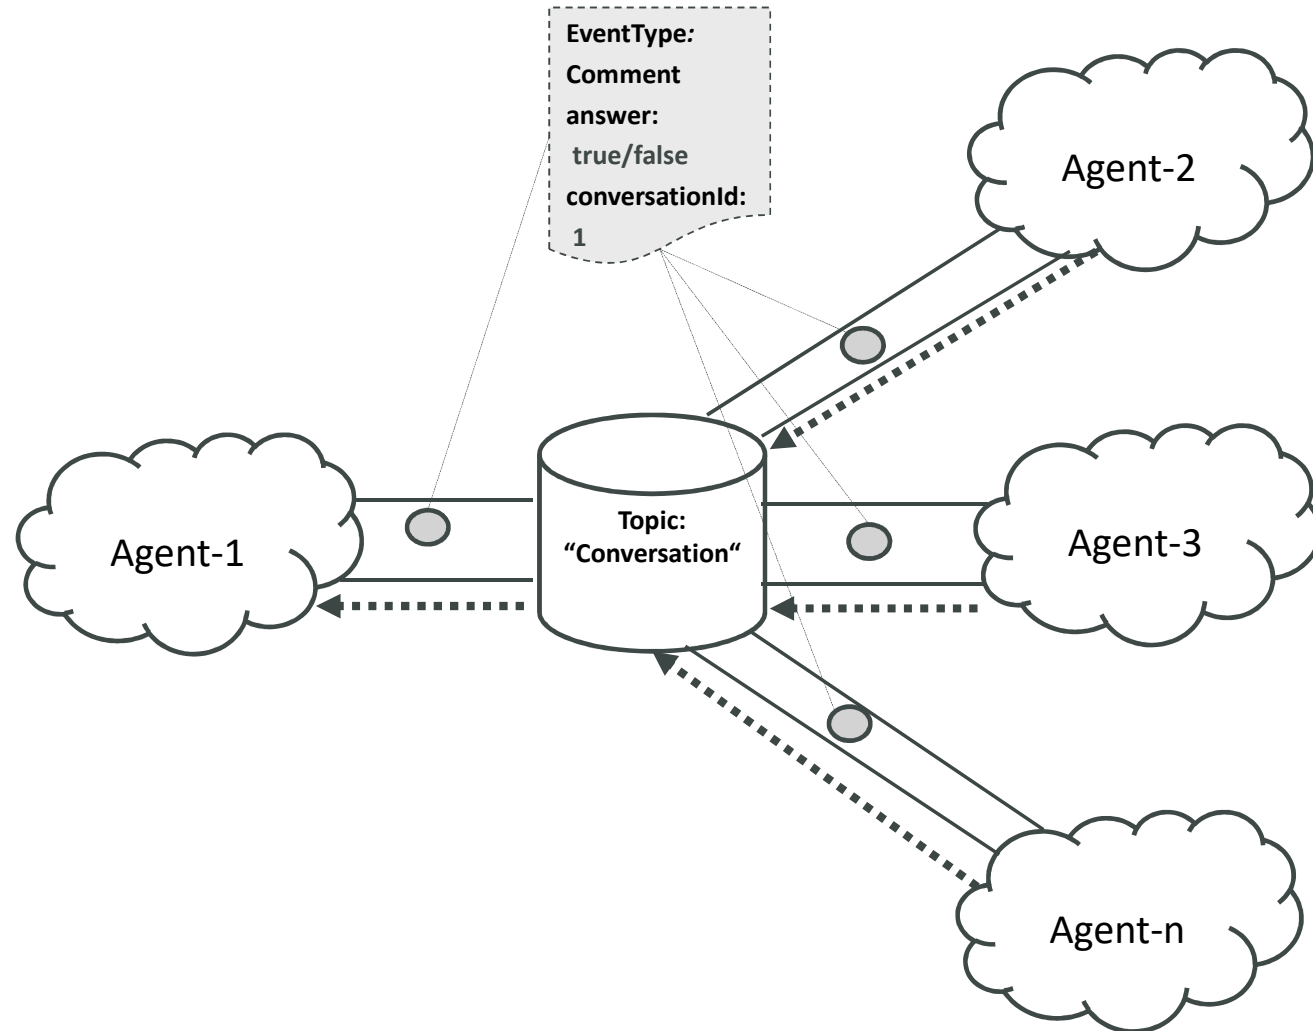 EventType:
Comment
answer:
true/false
conversationId:
1
Agent-2
Topic:
“Conversation“
Agent-1
Agent-3
Agent-n